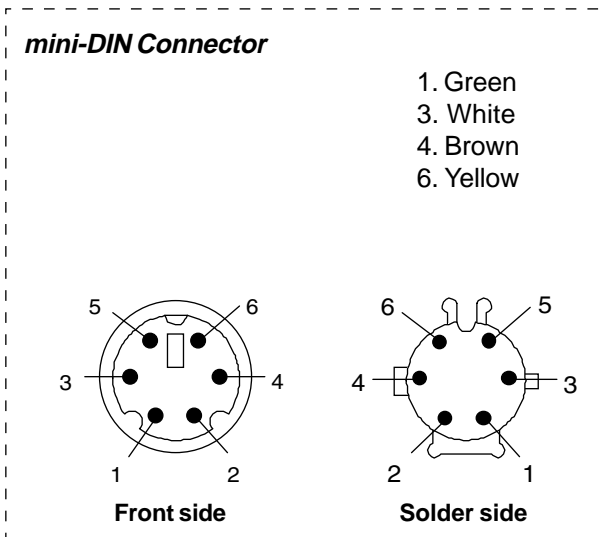 mini-DIN Connector
1. Green
3. White
4. Brown
6. Yellow
5 6 6 5
3 4 4 3
1 2 2 1
Front side Solder side